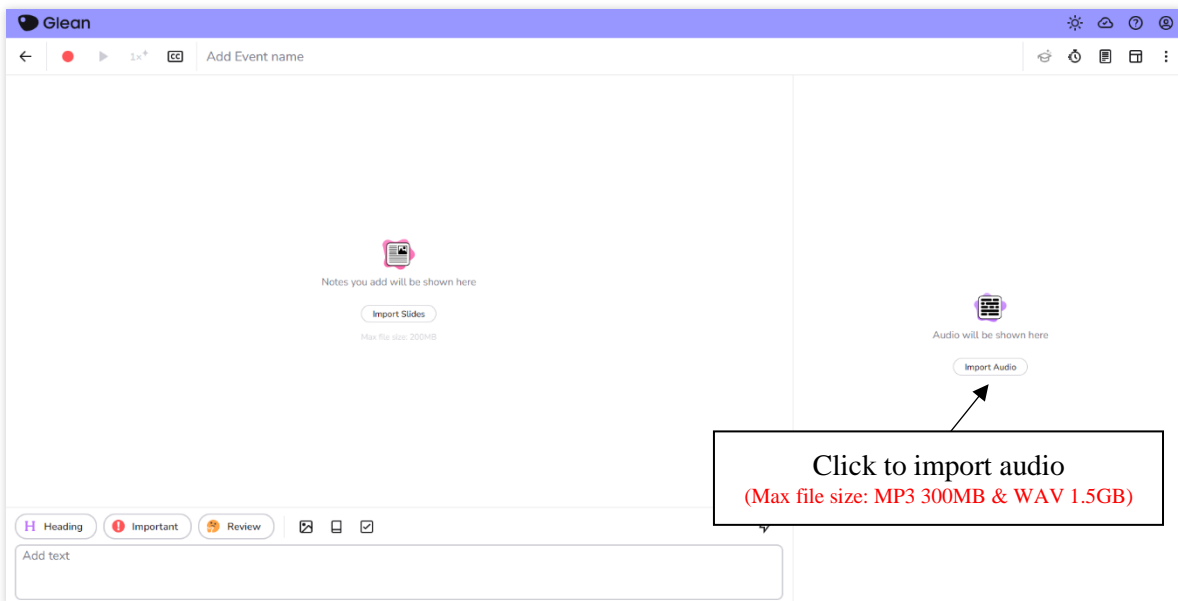 Glean
1x+ CC Add Event name
Notes you add will be shown here
Import Slides
Max file size: 200MB
Audio will be shown here
Import Audio
Click to import audio
(Max file size: MP3 300MB & WAV 1.5GB)
H Heading ! Important Review
Add text